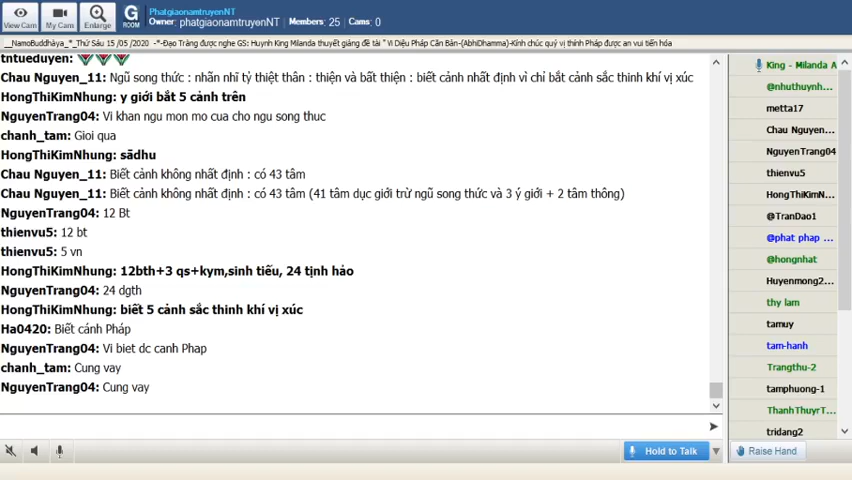 View Cam
My Cam
Enlarge
G
ROOM
PhatgiaonamtruyenNT
Owner: phatgiaonamtruyenNT Members: 25 Cams: 0
__NamoBuddhàya_*_Thứ Sáu 15 /05 /2020 -*-Đạo Tràng được nghe GS: Huynh King Milanda thuyết giảng đề tài " Vi Diệu Pháp Căn Bản-(AbhiDhamma)-Kính chúc quý vị thính Pháp được an vui tiến hóa
tntueduyen:
Chau Nguyen_11: Ngũ song thức : nhãn nhĩ tỷ thiệt thân : thiện và bất thiện : biết cảnh nhất định vì chỉ bắt cảnh sắc thinh khí vị xúc
HongThiKimNhung: y giới bắt 5 cảnh trên
NguyenTrang04: Vi khan ngu mon mo cua cho ngu song thuc
chanh_tam: Gioi qua
HongThiKimNhung: sādhu
Chau Nguyen_11: Biết cảnh không nhất định : có 43 tâm
Chau Nguyen_11: Biết cảnh không nhất định : có 43 tâm (41 tâm dục giới trừ ngũ song thức và 3 ý giới + 2 tâm thông)
NguyenTrang04: 12 Bt
thienvu5: 12 bt
thienvu5: 5 vn
HongThiKimNhung: 12bth+3 qs+kym,sinh tiếu, 24 tịnh hảo
NguyenTrang04: 24 dgth
HongThiKimNhung: biết 5 cảnh sắc thinh khí vị xúc
Ha0420: Biết cảnh Pháp
NguyenTrang04: Vi biet dc canh Phap
chanh_tam: Cung vay
NguyenTrang04: Cung vay
King - Milanda A
@nhuthuynh...
metta17
Chau Nguyen...
NguyenTrang04
thienvu5
HongThiKimN...
@TranDao1
@phat phap ...
@hongnhat
Huyenmong2...
thy lam
tamuy
tam-hanh
Trangthu-2
tamphuong-1
ThanhThuyrT...
tridang2
Hold to Talk
Raise Hand